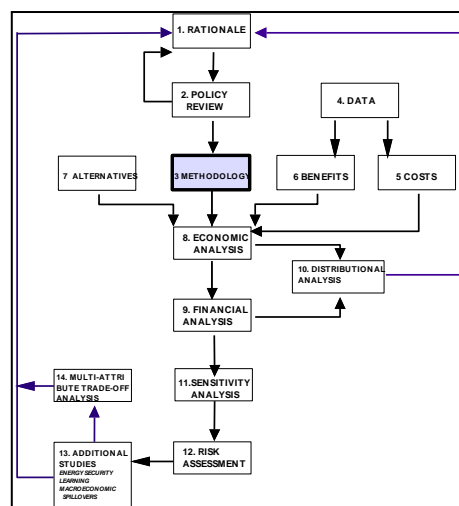 1. RATIONALE
2. POLICY
REVIEW
4. DATA
7 ALTERNATIVES
3 METHODOLOGY
6 BENEFITS
5 COSTS
8. ECONOMIC
ANALYSIS
10. DISTRIBUTIONAL
ANALYSIS
9. FINANCIAL
ANALYSIS
14. MULTI-ATTRI
BUTE TRADE-OFF
ANALYSIS
11.SENSITIVITY
ANALYSIS
12. RISK
ASSESSMENT
13. ADDITIONAL
STUDIES
ENERGY SECURITY
LEARNING
MACROECONOMIC
SPILLOVERS